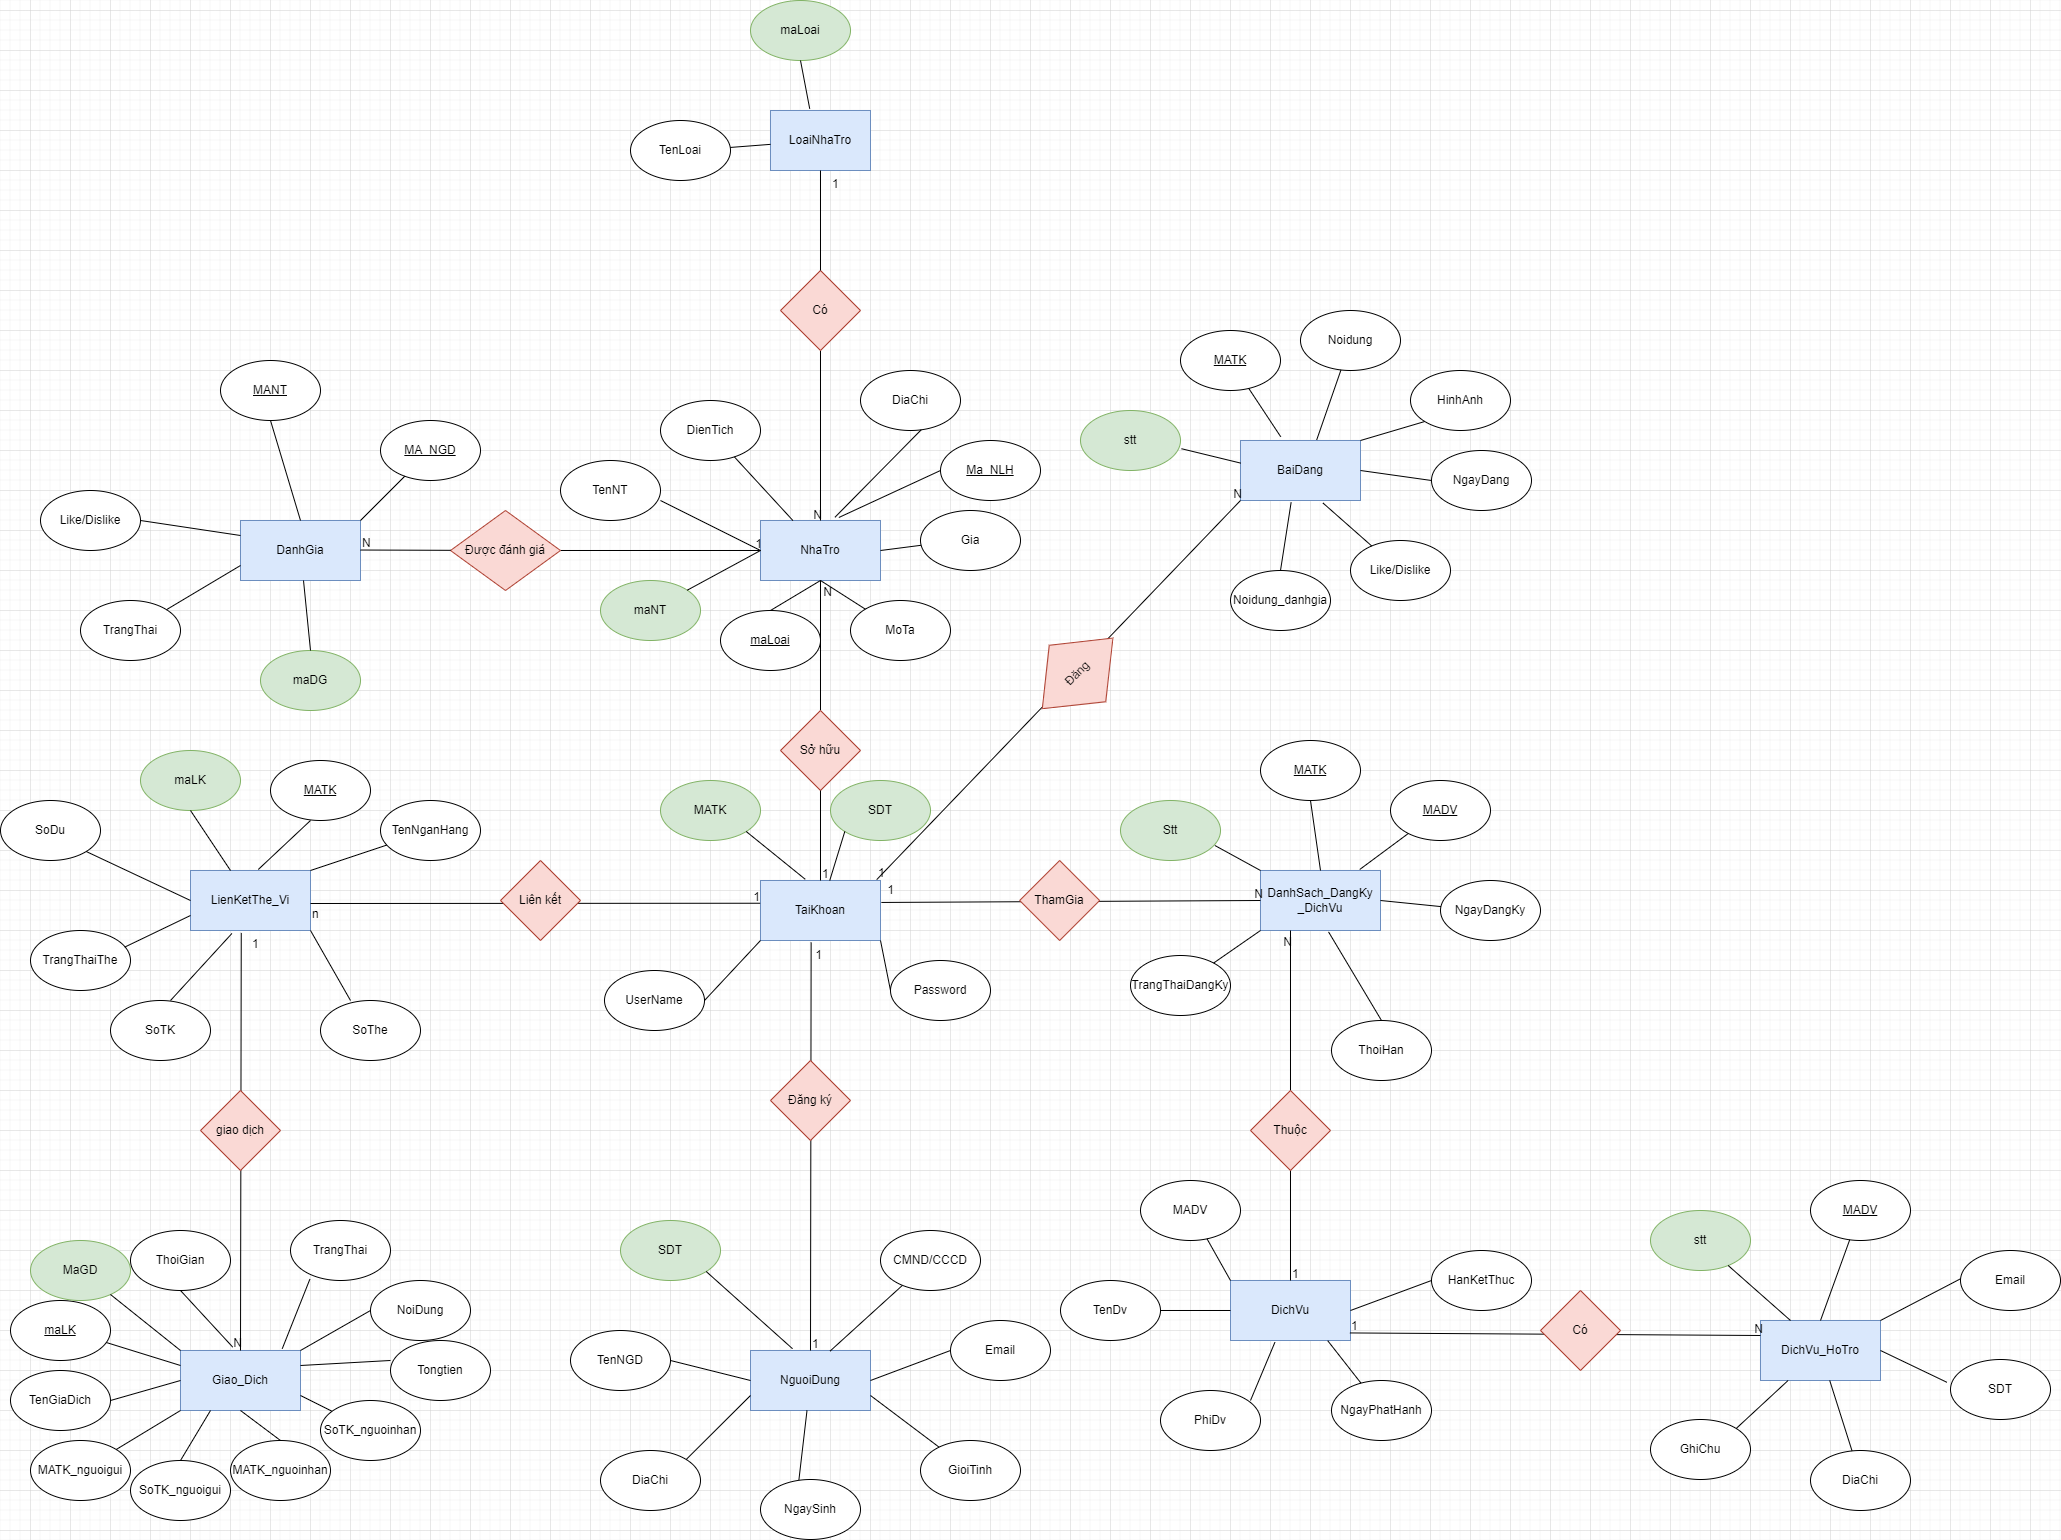 maLoai
LoaiNhaTro
TenLoai
1
Có
MANT
MA_NGD
Like/Dislike
DanhGia
TrangThai
maDG
N
Được đánh giá
1
DienTich
DiaChi
TenNT
Ma_NLH
N
NhaTro
Gia
maNT
N
maLoai
MoTa
MATK
Noidung
HinhAnh
stt
BaiDang
NgayDang
N
Noidung_danhgia
Like/Dislike
Đăng
Sở hữu
maLK
MATK
SoDu
TenNganHang
LienKetThe_Vi
n
TrangThaiThe
1
SoTK
SoThe
Liên kết
MATK
SDT
1
1
1
1
TaiKhoan
1
UserName
Password
ThamGia
MATK
Stt
MADV
N
DanhSach_DangKy
_DichVu
NgayDangKy
N
TrangThaiDangKy
ThoiHan
giao dịch
Đăng ký
Thuộc
ThoiGian
TrangThai
MaGD
NoiDung
maLK
N
Tongtien
Giao_Dich
TenGiaDich
SoTK_nguoinhan
MATK_nguoigui
MATK_nguoinhan
SoTK_nguoigui
SDT
CMND/CCCD
1
TenNGD
Email
NguoiDung
DiaChi
GioiTinh
NgaySinh
MADV
1
HanKetThuc
TenDv
DichVu
1
PhiDv
NgayPhatHanh
Có
MADV
stt
Email
N
DichVu_HoTro
SDT
GhiChu
DiaChi